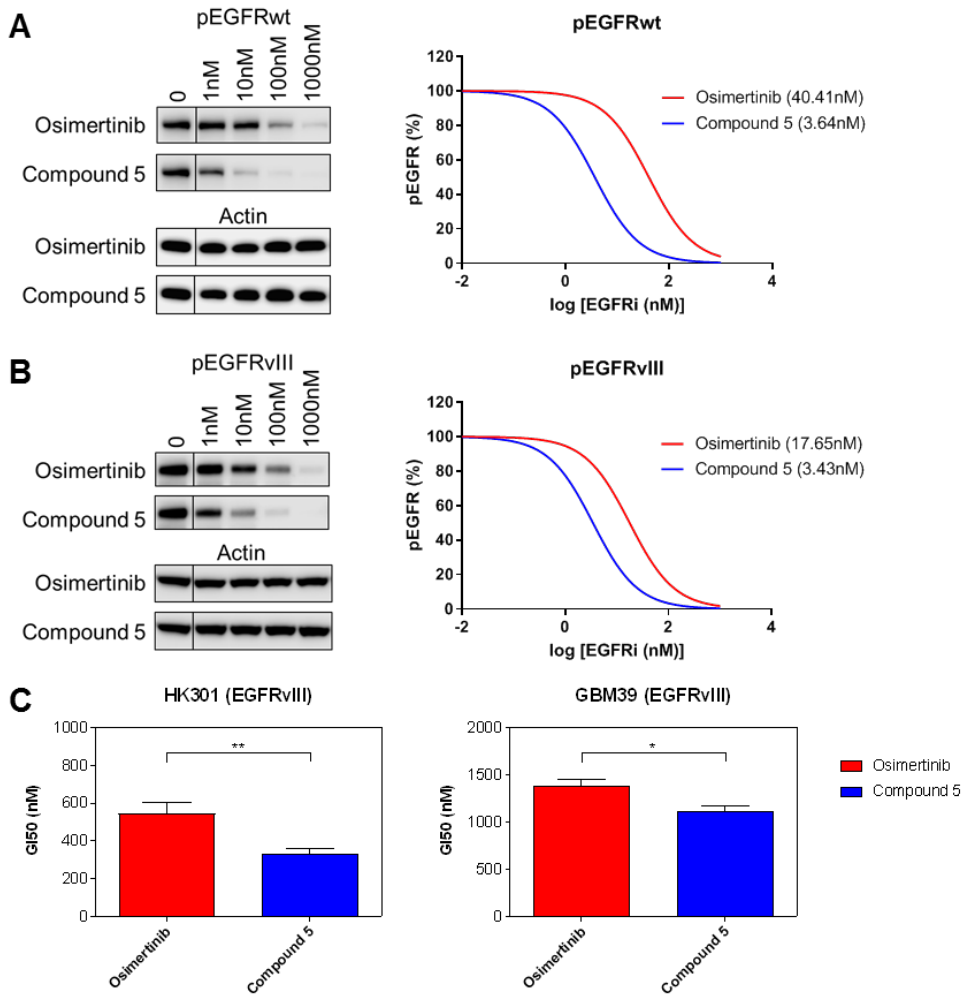 A
pEGFRwt
0
1nM
10nM
100nM
1000nM
Osimertinib
Compound 5
Actin
Osimertinib
Compound 5
pEGFRwt
120
100
80
60
40
20
0
pEGFR (%)
-2
0
2
4
log [EGFRi (nM)]
Osimertinib (40.41nM)
Compound 5 (3.64nM)
B
pEGFRvIII
0
1nM
10nM
100nM
1000nM
Osimertinib
Compound 5
Actin
Osimertinib
Compound 5
pEGFRvIII
120
100
80
60
40
20
0
pEGFR (%)
-2
0
2
4
log [EGFRi (nM)]
Osimertinib (17.65nM)
Compound 5 (3.43nM)
C
HK301 (EGFRvIII)
1000
800
600
400
200
0
GI50 (nM)
**
Osimertinib
Compound 5
GBM39 (EGFRvIII)
2000
1500
1000
500
0
GI50 (nM)
*
Osimertinib
Compound 5
Osimertinib
Compound 5